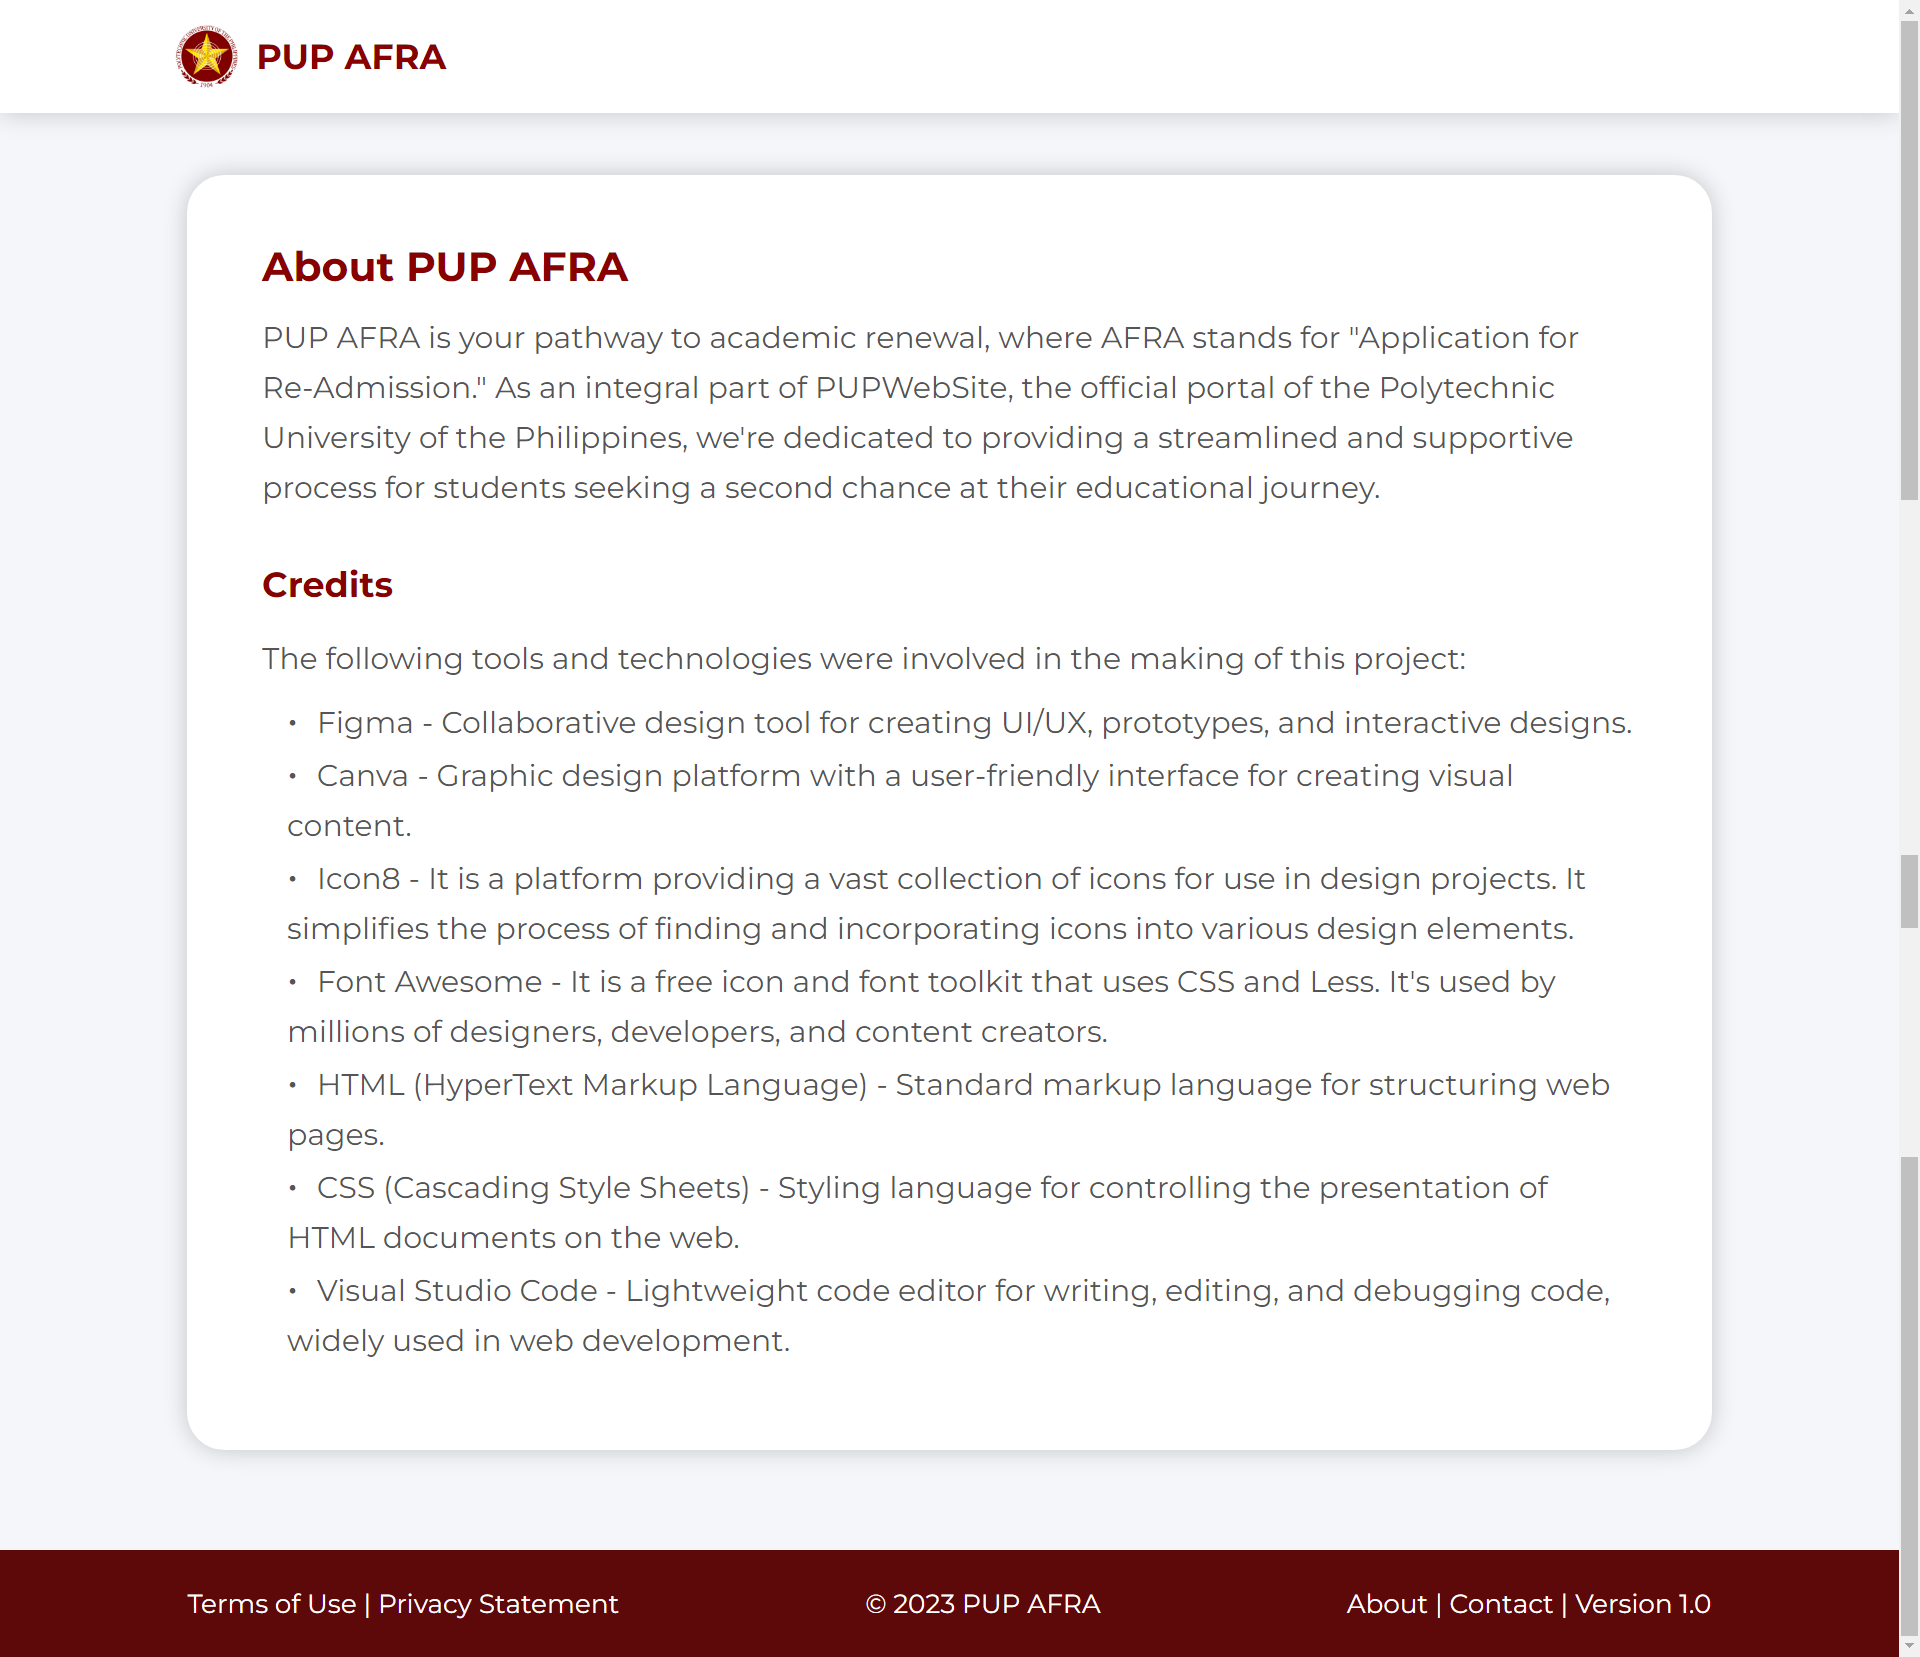 PUP AFRA
About PUP AFRA
PUP AFRA is your pathway to academic renewal, where AFRA stands for "Application for
Re-Admission." As an integral part of PUPWebSite, the official portal of the Polytechnic
University of the Philippines, we're dedicated to providing a streamlined and supportive
process for students seeking a second chance at their educational journey.
Credits
The following tools and technologies were involved in the making of this project:
• Figma - Collaborative design tool for creating UI/UX, prototypes, and interactive designs.
• Canva - Graphic design platform with a user-friendly interface for creating visual
content.
• Icon8 - It is a platform providing a vast collection of icons for use in design projects. It
simplifies the process of finding and incorporating icons into various design elements.
• Font Awesome - It is a free icon and font toolkit that uses CSS and Less. It's used by
millions of designers, developers, and content creators.
• HTML (HyperText Markup Language) - Standard markup language for structuring web
pages.
• CSS (Cascading Style Sheets) - Styling language for controlling the presentation of
HTML documents on the web.
• Visual Studio Code - Lightweight code editor for writing, editing, and debugging code,
widely used in web development.
Terms of Use | Privacy Statement
© 2023 PUP AFRA
About | Contact | Version 1.0